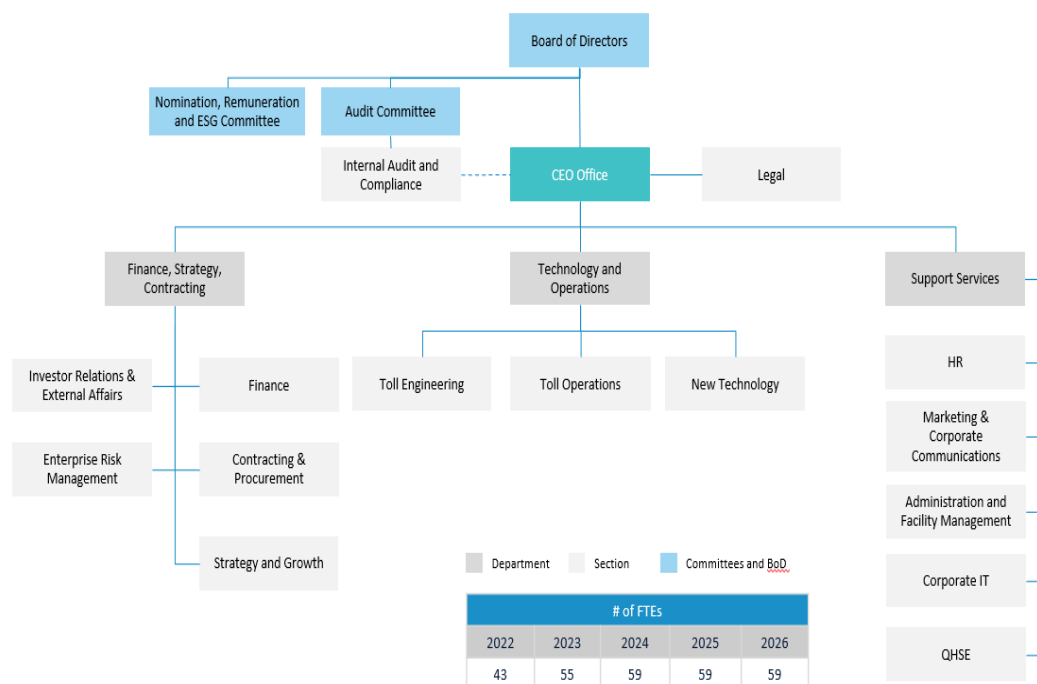 Board of Directors
Nomination, Remuneration
and ESG Committee
Audit Committee
Internal Audit and
Compliance
CEO Office
Legal
Finance, Strategy,
Contracting
Technology and
Operations
Support Services
Investor Relations &
External Affairs
Finance
Toll Engineering
Toll Operations
New Technology
HR
Enterprise Risk
Management
Contracting &
Procurement
Marketing &
Corporate
Communications
Administration and
Facility Management
Strategy and Growth
Corporate IT
QHSE
Department
Section
Committees and BoD
# of FTEs
2022 2023 2024 2025 2026
43 55 59 59 59